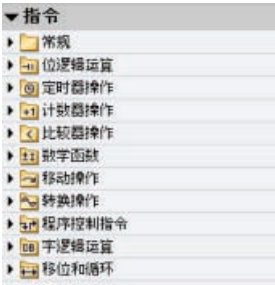 指令
常规
位逻辑运算
定时器操作
计数器操作
比较器操作
数学函数
移动操作
转换操作
程序控制指令
字逻辑运算
移位和循环